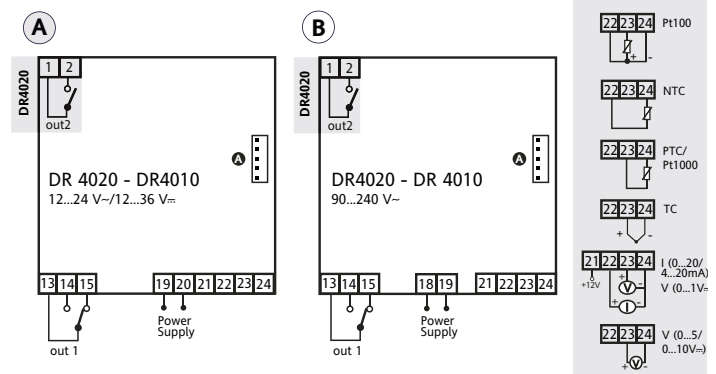 A
DR4020
1 2
out2
A
DR 4020 - DR4010
12...24 V~/12...36 V⎓
13 14 15
19 20 21 22 23 24
Power
Supply
out 1
B
DR4020
1 2
out2
A
DR4020 - DR 4010
90...240 V~
13 14 15
18 19
21 22 23 24
Power
Supply
out 1
22 23 24 Pt100
+ -
22 23 24 NTC
22 23 24 PTC/
Pt1000
22 23 24 TC
+ -
21 22 23 24 I (0...20/
4...20mA)
+12V
+ V - V (0...1V⎓
+ I -
22 23 24 V (0...5/
0...10V⎓)
+ V -